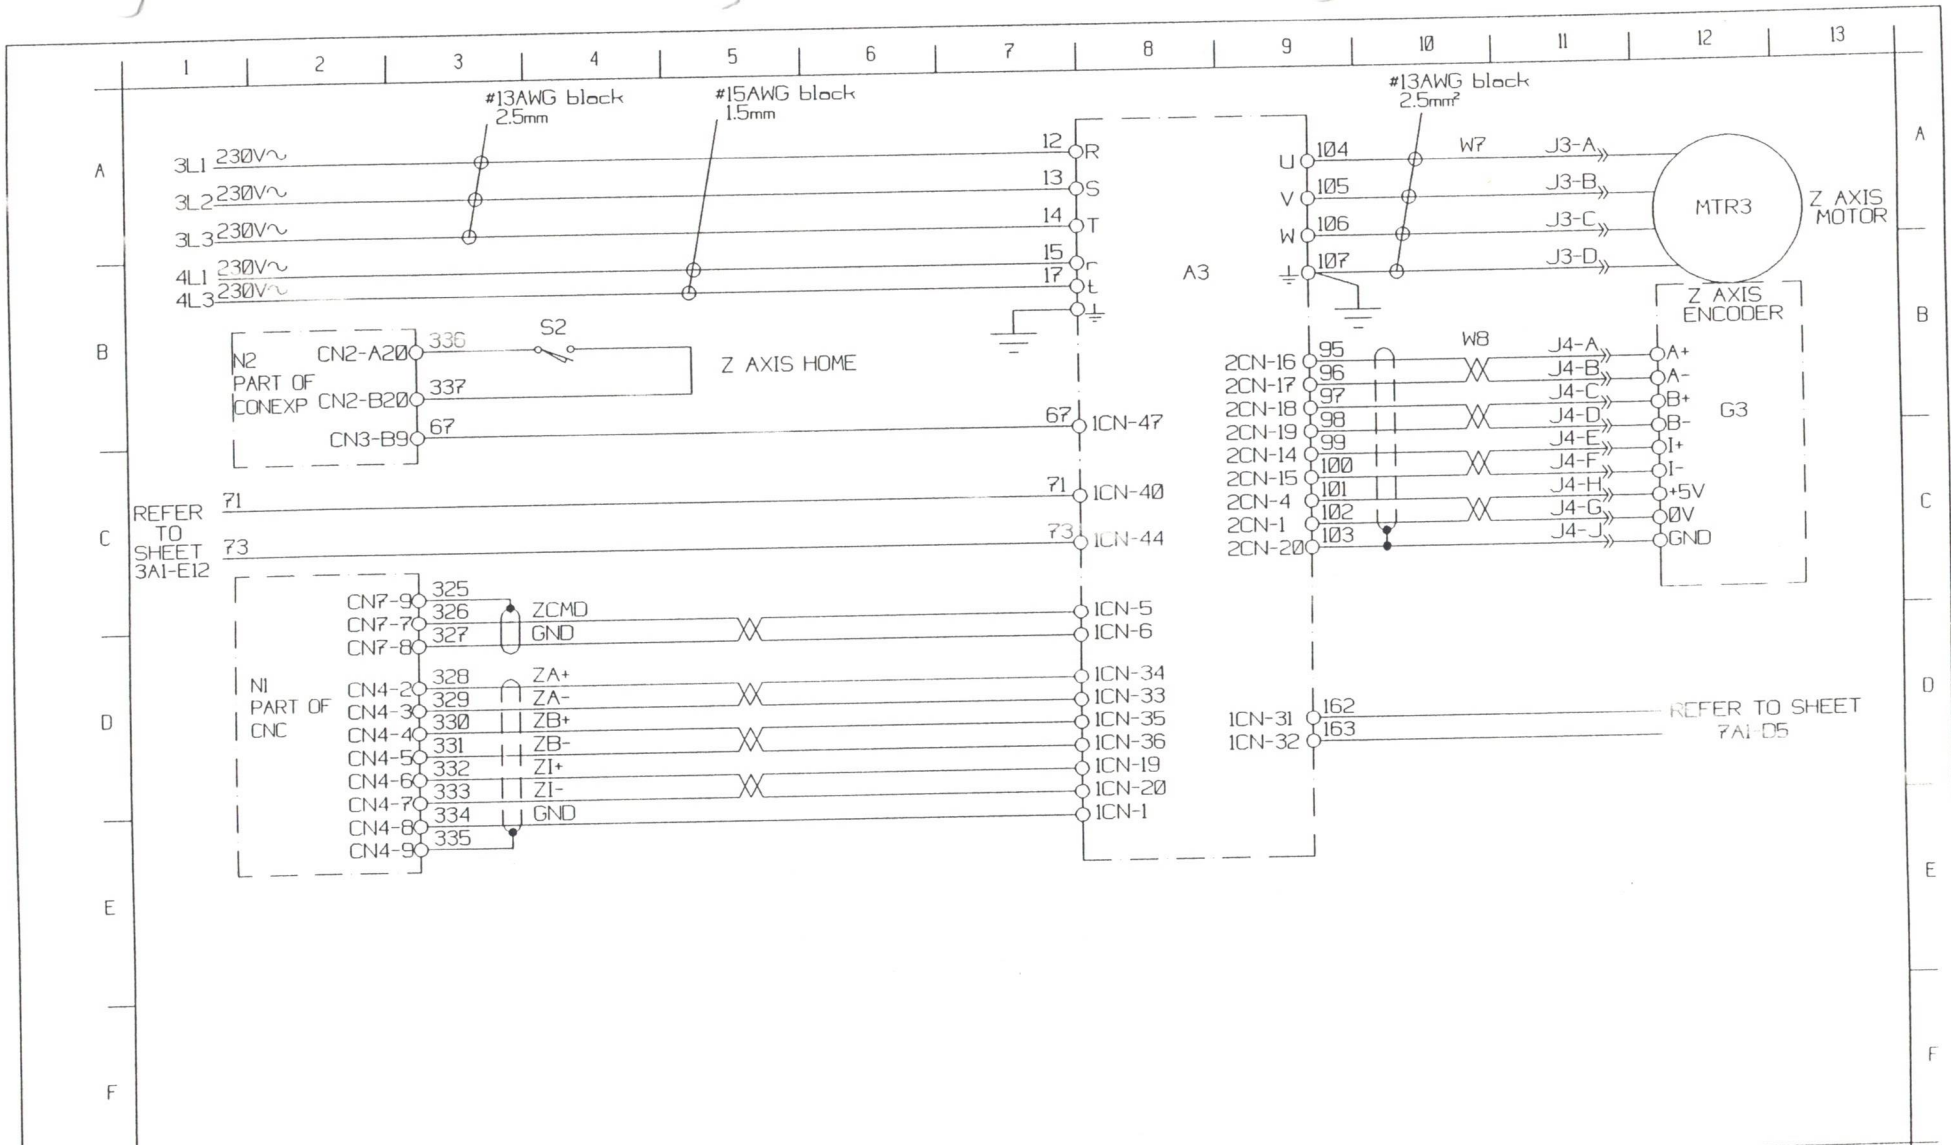 1 2 3 4 5 6 7 8 9 10 11 12 13
#13AWG black
2.5mm
#15AWG black
1.5mm
#13AWG black
2.5mm²
A
A
3L1 230V~
12 R
U 104
W7
J3-A
3L2 230V~
13 S
V 105
J3-B
3L3 230V~
14 T
W 106
J3-C
4L1 230V~
15 r
107
J3-D
4L3 230V~
17 t
A3
MTR3
Z AXIS
MOTOR
Z AXIS
ENCODER
B
B
N2
PART OF
CONEXP
CN2-A20 336
S2
CN2-B20 337
Z AXIS HOME
CN3-B9 67
67 1CN-47
2CN-16 95
W8
J4-A
A+
2CN-17 96
J4-B
A-
2CN-18 97
J4-C
B+
2CN-19 98
J4-D
B-
2CN-14 99
J4-E
I+
2CN-15 100
J4-F
I-
2CN-4 101
J4-H
+5V
2CN-1 102
J4-G
0V
2CN-20 103
J4-J
GND
G3
C
C
REFER
TO
SHEET
3A1-E12
71
71 1CN-40
73
73 1CN-44
CN7-9 325
CN7-7 326
ZCMD
1CN-5
CN7-8 327
GND
1CN-6
D
D
N1
PART OF
CNC
CN4-2 328
ZA+
1CN-34
CN4-3 329
ZA-
1CN-33
CN4-4 330
ZB+
1CN-35
CN4-5 331
ZB-
1CN-36
CN4-6 332
ZI+
1CN-19
CN4-7 333
ZI-
1CN-20
CN4-8 334
GND
1CN-1
CN4-9 335
1CN-31 162
1CN-32 163
REFER TO SHEET
7A1-D5
E
E
F
F